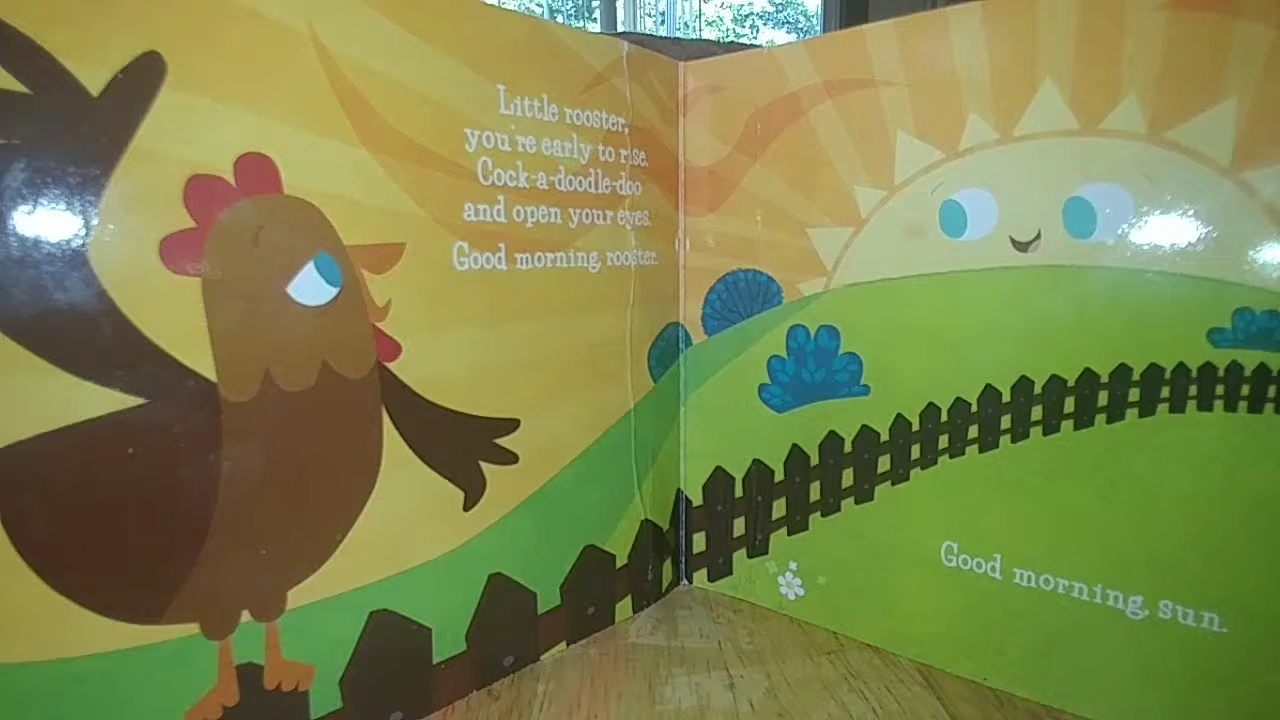 Little rooster,
you're early to rise.
Cock-a-doodle-doo
and open your eyes.
Good morning, rooster.
Good morning, sun.